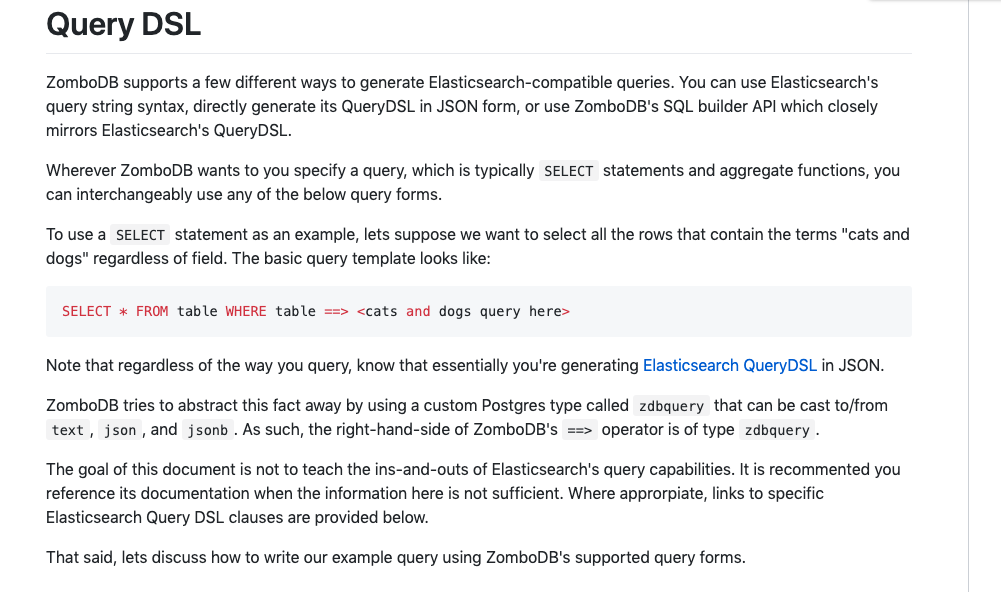 Query DSL
ZomboDB supports a few different ways to generate Elasticsearch-compatible queries. You can use Elasticsearch's
query string syntax, directly generate its QueryDSL in JSON form, or use ZomboDB's SQL builder API which closely
mirrors Elasticsearch's QueryDSL.
Wherever ZomboDB wants to you specify a query, which is typically SELECT statements and aggregate functions, you
can interchangeably use any of the below query forms.
To use a SELECT statement as an example, lets suppose we want to select all the rows that contain the terms "cats and
dogs" regardless of field. The basic query template looks like:
SELECT * FROM table WHERE table ==> <cats and dogs query here>
Note that regardless of the way you query, know that essentially you're generating Elasticsearch QueryDSL in JSON.
ZomboDB tries to abstract this fact away by using a custom Postgres type called zdbquery that can be cast to/from
text , json , and jsonb . As such, the right-hand-side of ZomboDB's ==> operator is of type zdbquery .
The goal of this document is not to teach the ins-and-outs of Elasticsearch's query capabilities. It is recommended you
reference its documentation when the information here is not sufficient. Where approrpiate, links to specific
Elasticsearch Query DSL clauses are provided below.
That said, lets discuss how to write our example query using ZomboDB's supported query forms.